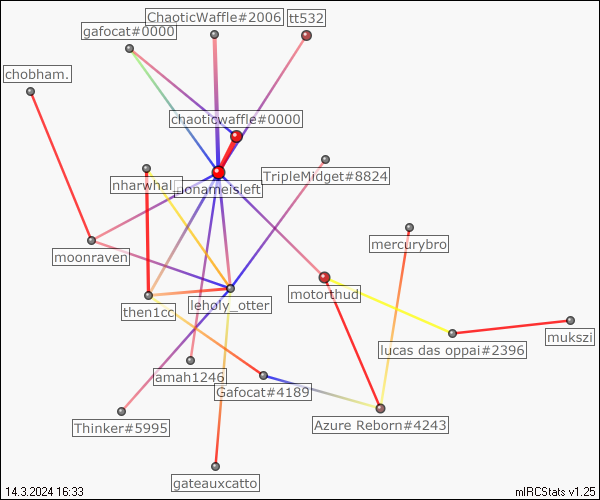 ChaoticWaffle#2006
tt532
gafocat#0000
chobham.
chaoticwaffle#0000
TripleMidget#8824
nharwhal_
nonameisleft
mercurybro
moonraven
motorthud
leholy_otter
then1cc
mukszi
lucas das oppai#2396
amah1246
Gafocat#4189
Azure Reborn#4243
Thinker#5995
gateauxcatto
14.3.2024 16:33
mIRCStats v1.25